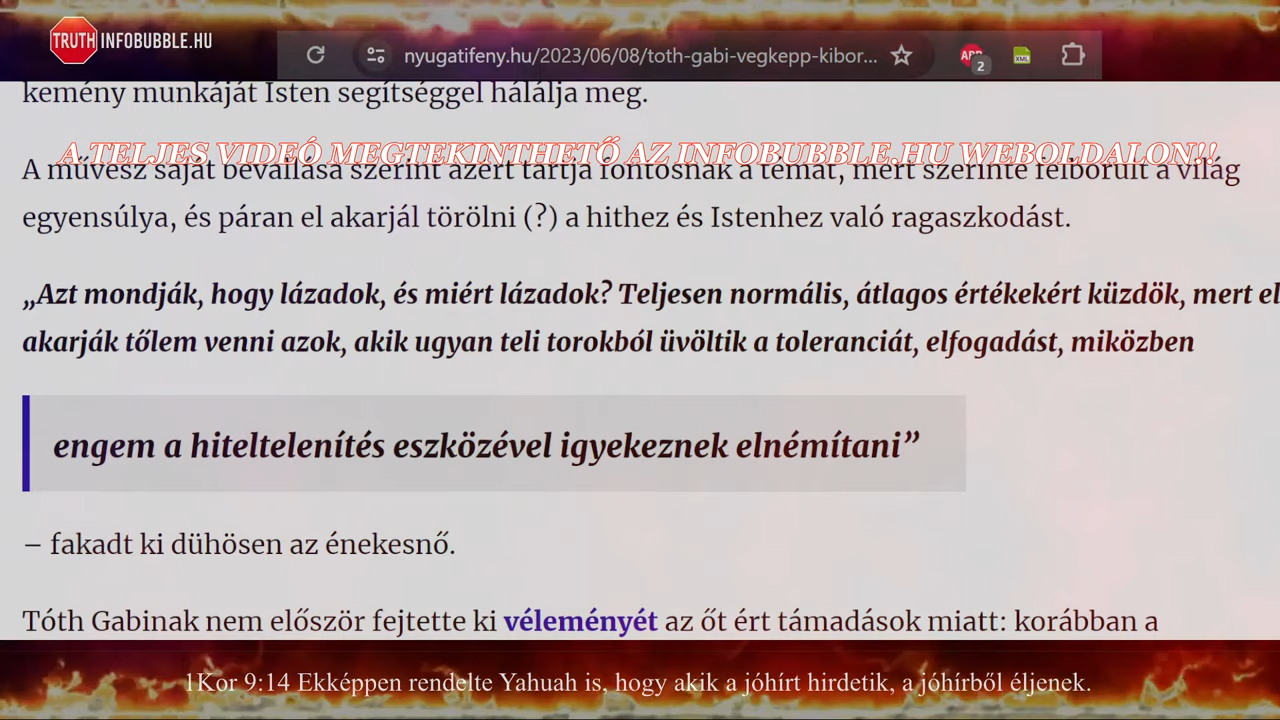 TRUTH INFOBUBBLE.HU
nyugatifeny.hu/2023/06/08/toth-gabi-vegkepp-kibor...
ABP
2
XML
kemény munkáját Isten segítséggel hálálja meg.
A TELJES VIDEÓ MEGTEKINTHETŐ AZ INFOBUBBLE.HU WEBOLDALON!!
A művész saját bevallása szerint azért tartja fontosnak a témát, mert szerinte felborult a világ
egyensúlya, és páran el akarjál törölni (?) a hithez és Istenhez való ragaszkodást.
„Azt mondják, hogy lázadok, és miért lázadok? Teljesen normális, átlagos értékekért küzdök, mert el
akarják tőlem venni azok, akik ugyan teli torokból üvöltik a toleranciát, elfogadást, miközben
engem a hiteltelenítés eszközével igyekeznek elnémítani”
– fakadt ki dühösen az énekesnő.
Tóth Gabinak nem először fejtette ki véleményét az őt ért támadások miatt: korábban a
1Kor 9:14 Ekképpen rendelte Yahuah is, hogy akik a jóhírt hirdetik, a jóhírből éljenek.